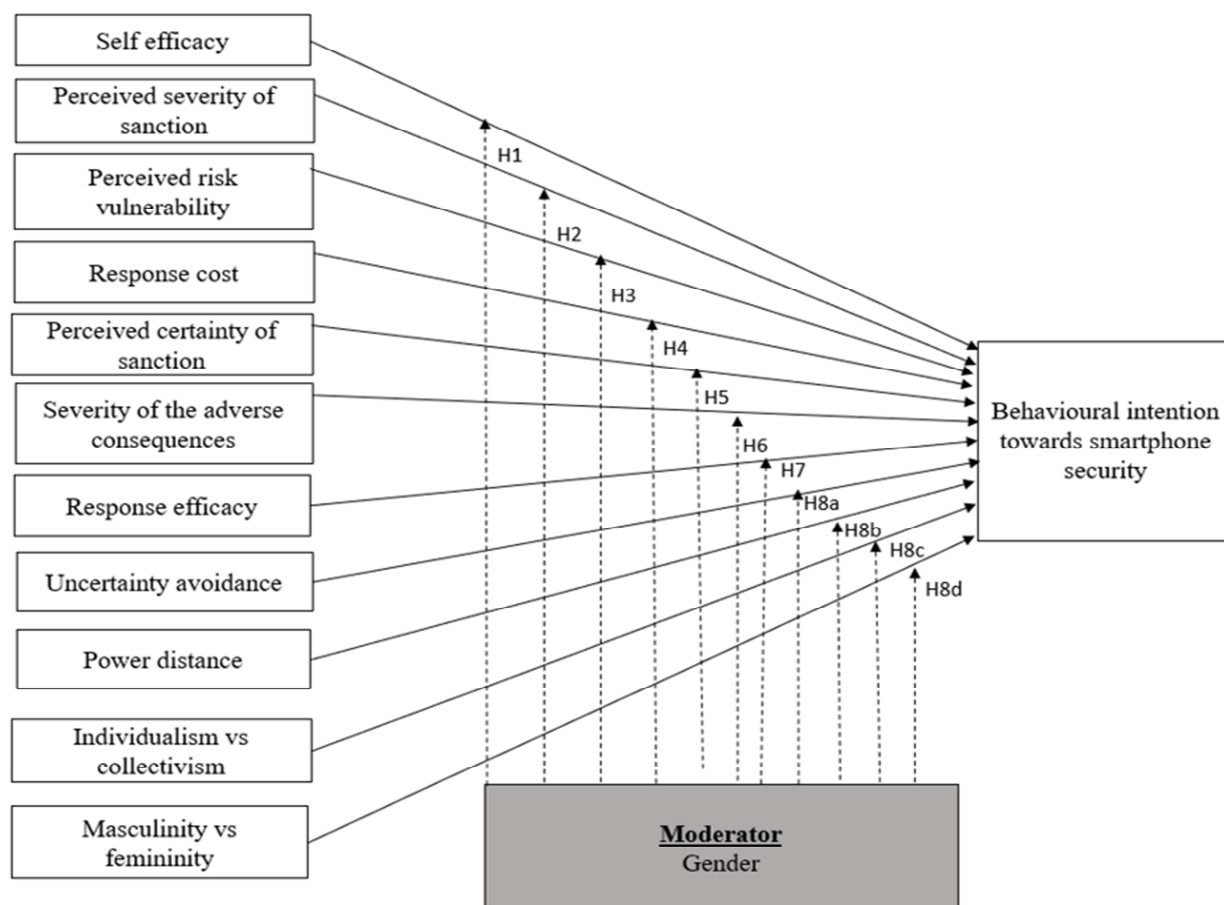 Self efficacy
Perceived severity of
sanction
Perceived risk
vulnerability
Response cost
Perceived certainty of
sanction
Severity of the adverse
consequences
Response efficacy
Uncertainty avoidance
Power distance
Individualism vs
collectivism
Masculinity vs
femininity
H1
H2
H3
H4
H5
H6
H7
H8a
H8b
H8c
H8d
Behavioural intention
towards smartphone
security
Moderator
Gender